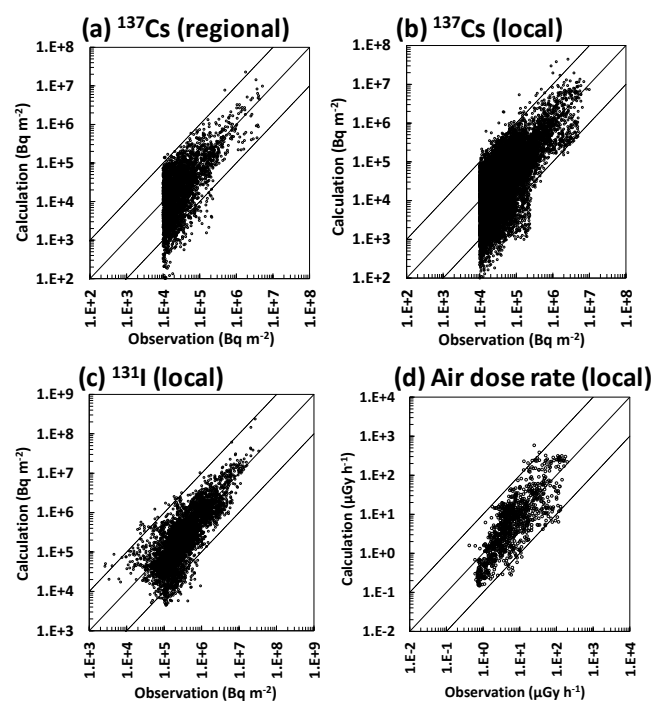 (a) ¹³⁷Cs (regional)
1.E+8
1.E+7
1.E+6
1.E+5
1.E+4
1.E+3
1.E+2
Calculation (Bq m⁻²)
1.E+2
1.E+3
1.E+4
1.E+5
1.E+6
1.E+7
1.E+8
Observation (Bq m⁻²)
(b) ¹³⁷Cs (local)
1.E+8
1.E+7
1.E+6
1.E+5
1.E+4
1.E+3
1.E+2
Calculation (Bq m⁻²)
1.E+2
1.E+3
1.E+4
1.E+5
1.E+6
1.E+7
1.E+8
Observation (Bq m⁻²)
(c) ¹³¹I (local)
1.E+9
1.E+8
1.E+7
1.E+6
1.E+5
1.E+4
1.E+3
Calculation (Bq m⁻²)
1.E+3
1.E+4
1.E+5
1.E+6
1.E+7
1.E+8
1.E+9
Observation (Bq m⁻²)
(d) Air dose rate (local)
1.E+4
1.E+3
1.E+2
1.E+1
1.E+0
1.E-1
1.E-2
Calculation (µGy h⁻¹)
1.E-2
1.E-1
1.E+0
1.E+1
1.E+2
1.E+3
1.E+4
Observation (µGy h⁻¹)